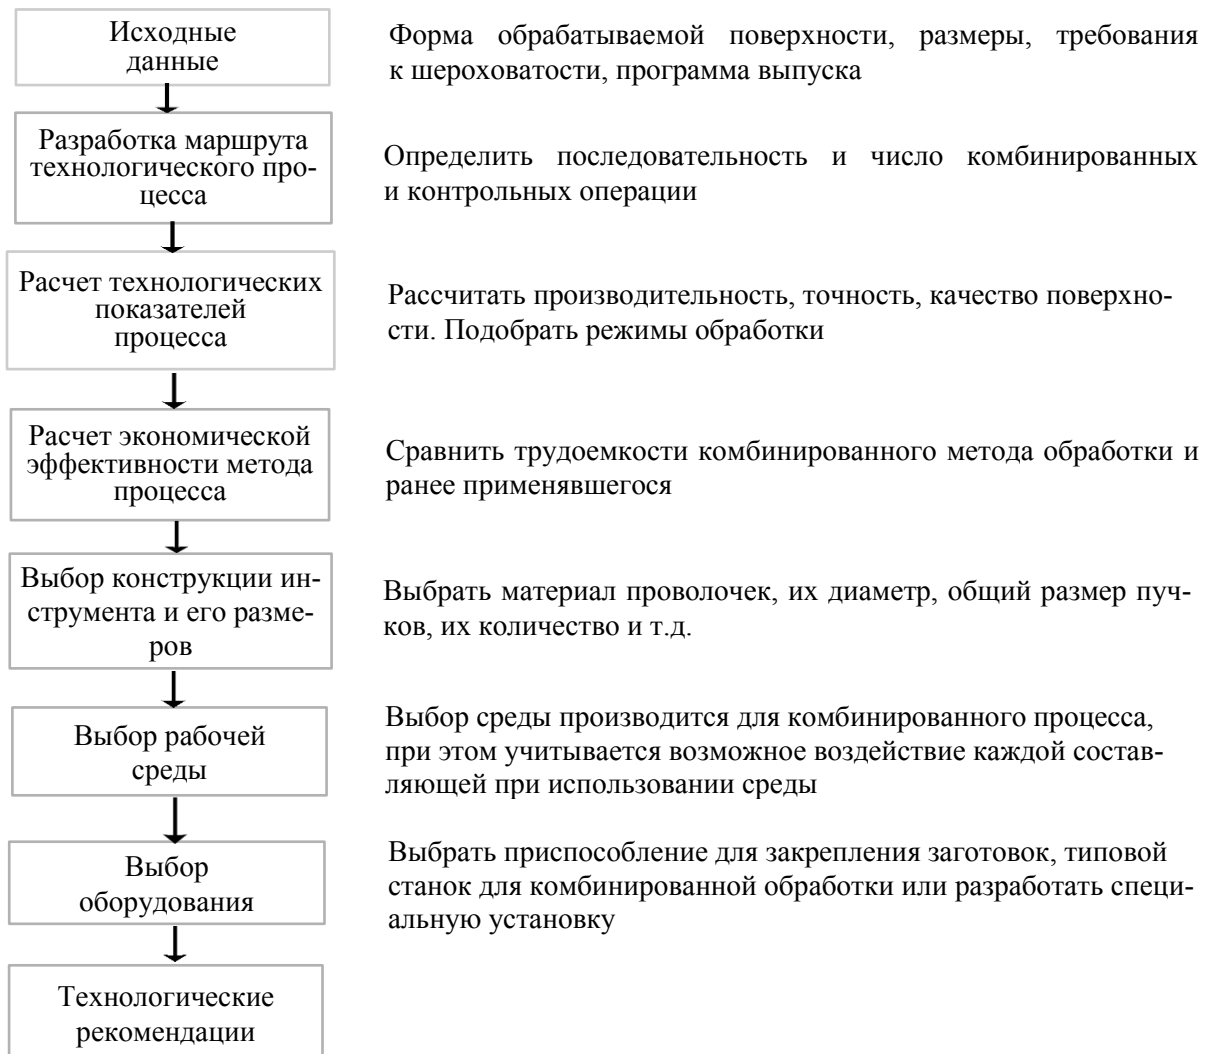 Исходные
данные
Форма обрабатываемой поверхности, размеры, требования
к шероховатости, программа выпуска
Разработка маршрута
технологического про-
цесса
Определить последовательность и число комбинированных
и контрольных операции
Расчет технологических
показателей
процесса
Рассчитать производительность, точность, качество поверхно-
сти. Подобрать режимы обработки
Расчет экономической
эффективности метода
процесса
Сравнить трудоемкости комбинированного метода обработки и
ранее применявшегося
Выбор конструкции ин-
струмента и его разме-
ров
Выбрать материал проволочек, их диаметр, общий размер пуч-
ков, их количество и т.д.
Выбор рабочей
среды
Выбор среды производится для комбинированного процесса,
при этом учитывается возможное воздействие каждой состав-
ляющей при использовании среды
Выбор
оборудования
Выбрать приспособление для закрепления заготовок, типовой
станок для комбинированной обработки или разработать специ-
альную установку
Технологические
рекомендации